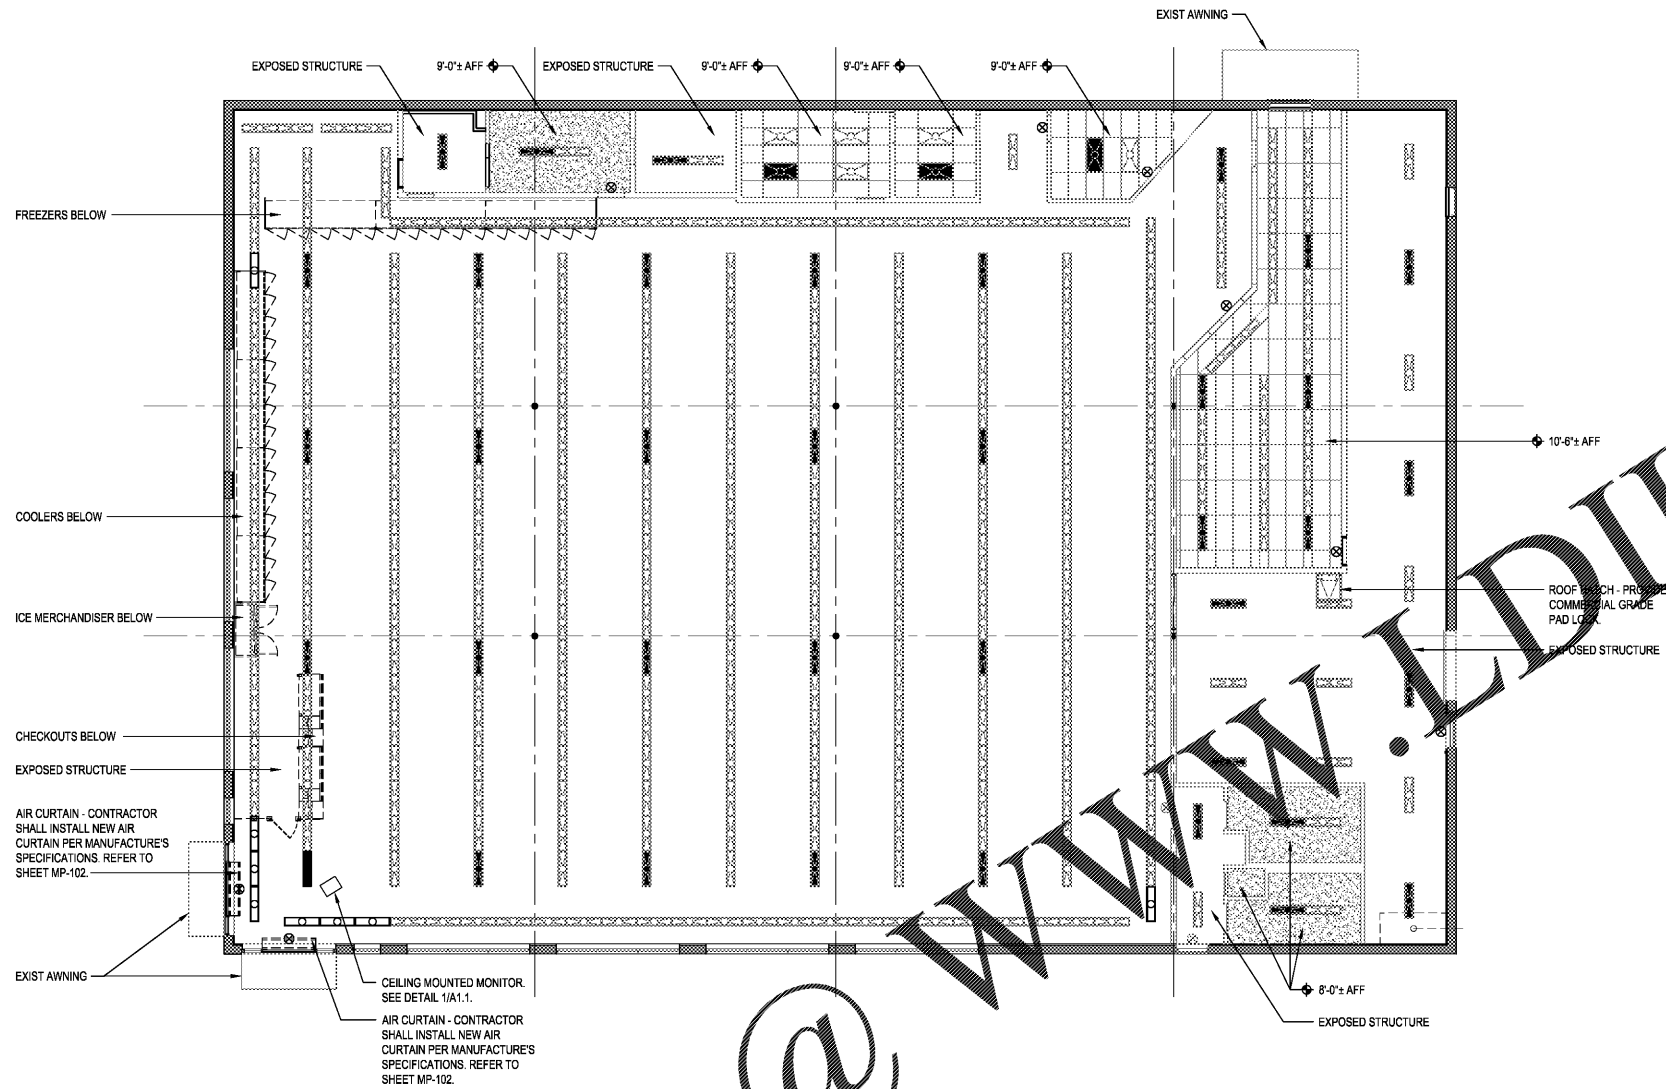 EXIST AWNING
EXPOSED STRUCTURE
9'-0"± AFF
EXPOSED STRUCTURE
9'-0"± AFF
9'-0"± AFF
9'-0"± AFF
FREEZERS BELOW
10'-6"± AFF
COOLERS BELOW
ROOF HATCH - PROVIDE
COMMERCIAL GRADE
PAD LOCK.
ICE MERCHANDISER BELOW
EXPOSED STRUCTURE
CHECKOUTS BELOW
EXPOSED STRUCTURE
AIR CURTAIN - CONTRACTOR
SHALL INSTALL NEW AIR
CURTAIN PER MANUFACTURE'S
SPECIFICATIONS. REFER TO
SHEET MP-102.
EXIST AWNING
CEILING MOUNTED MONITOR.
SEE DETAIL 1/A1.1.
8'-0"± AFF
AIR CURTAIN - CONTRACTOR
SHALL INSTALL NEW AIR
CURTAIN PER MANUFACTURE'S
SPECIFICATIONS. REFER TO
SHEET MP-102.
EXPOSED STRUCTURE
@ WWW.LDI